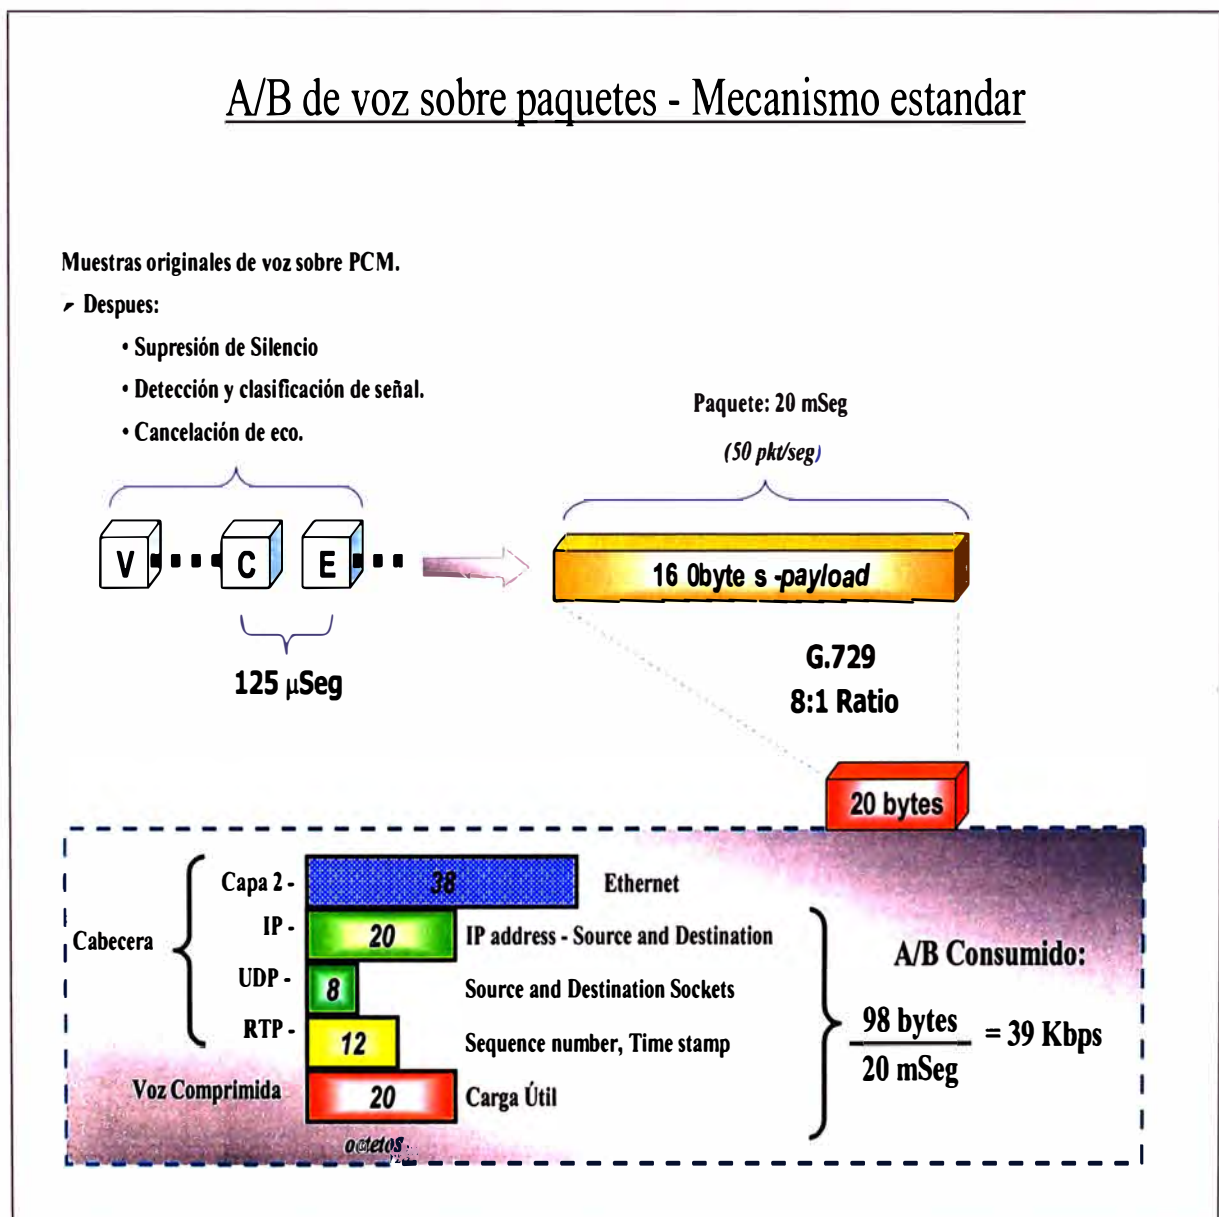 A/B de voz sobre paquetes - Mecanismo estandar
Muestras originales de voz sobre PCM.
Despues:
• Supresión de Silencio
• Detección y clasificación de señal.
• Cancelación de eco.
Paquete: 20 mSeg
(50 pkt/seg)
V C E
16 0byte s -payload
125 µSeg
G.729
8:1 Ratio
20 bytes
Cabecera
Capa 2 - 38 Ethernet
IP - 20 IP address - Source and Destination
UDP - 8 Source and Destination Sockets
RTP - 12 Sequence number, Time stamp
Voz Comprimida 20 Carga Útil
octetos
A/B Consumido:
98 bytes
20 mSeg
= 39 Kbps